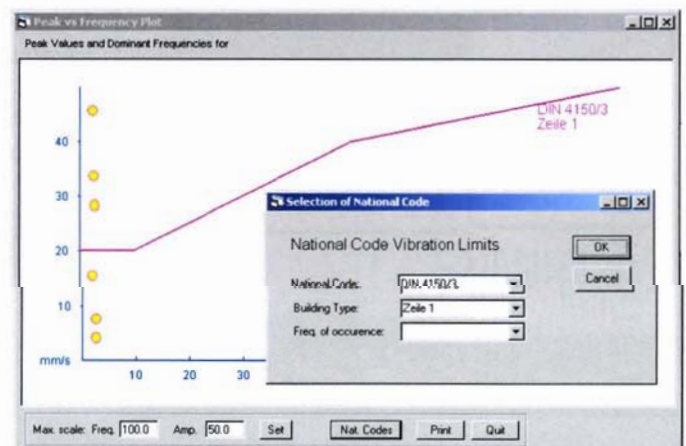 Peak vs Frequency Plot
Peak Values and Dominant Frequencies for
DIN 4150/3
Zeile 1
40
30
20
10
mm/s
10 20 30
Selection of National Code
National Code Vibration Limits
OK
National Code: DIN 4150/3
Cancel
Building Type: Zeile 1
Freq. of occurence:
Max. scale: Freq. 100.0 Amp. 50.0 Set Nat. Codes Print Quit